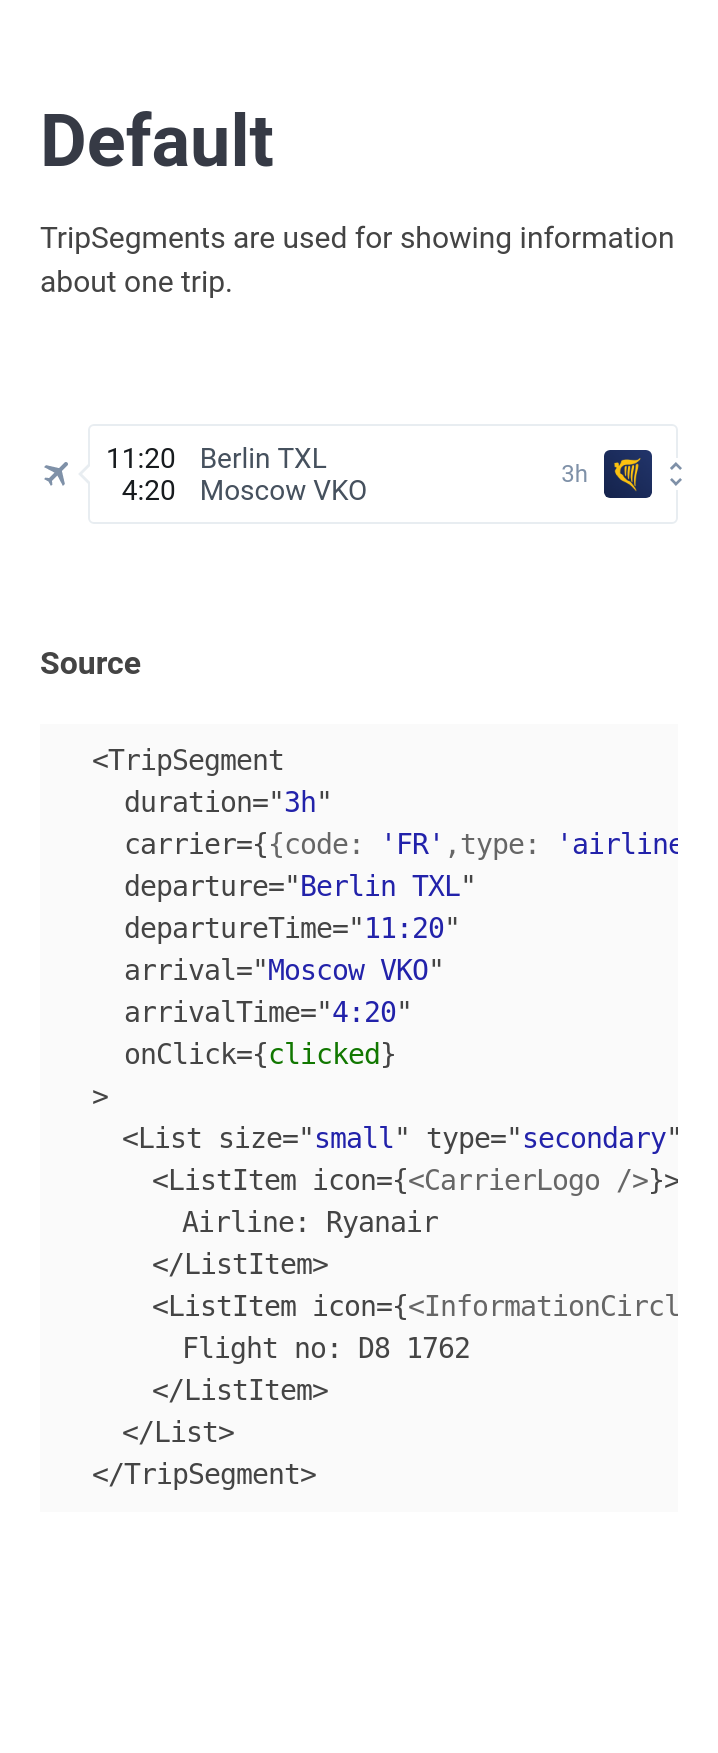 Default
TripSegments are used for showing information
about one trip.
11:20 Berlin TXL
3h
4:20 Moscow VKO
Source
<TripSegment
duration="3h"
carrier={{code: 'FR',type: 'airline
departure="Berlin TXL"
departureTime="11:20"
arrival="Moscow VKO"
arrivalTime="4:20"
onClick={clicked}
>
<List size="small" type="secondary"
<ListItem icon={<CarrierLogo />}>
Airline: Ryanair
</ListItem>
<ListItem icon={<InformationCircl
Flight no: D8 1762
</ListItem>
</List>
</TripSegment>